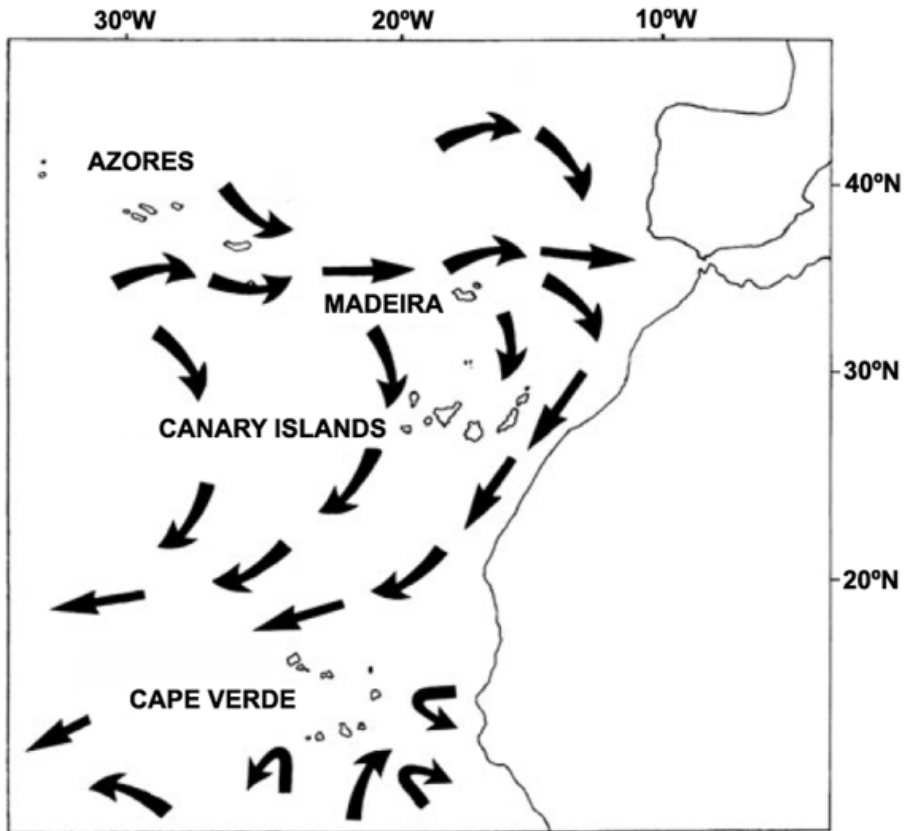 30ºW
20ºW
10ºW
AZORES
40ºN
MADEIRA
30ºN
CANARY ISLANDS
20ºN
CAPE VERDE